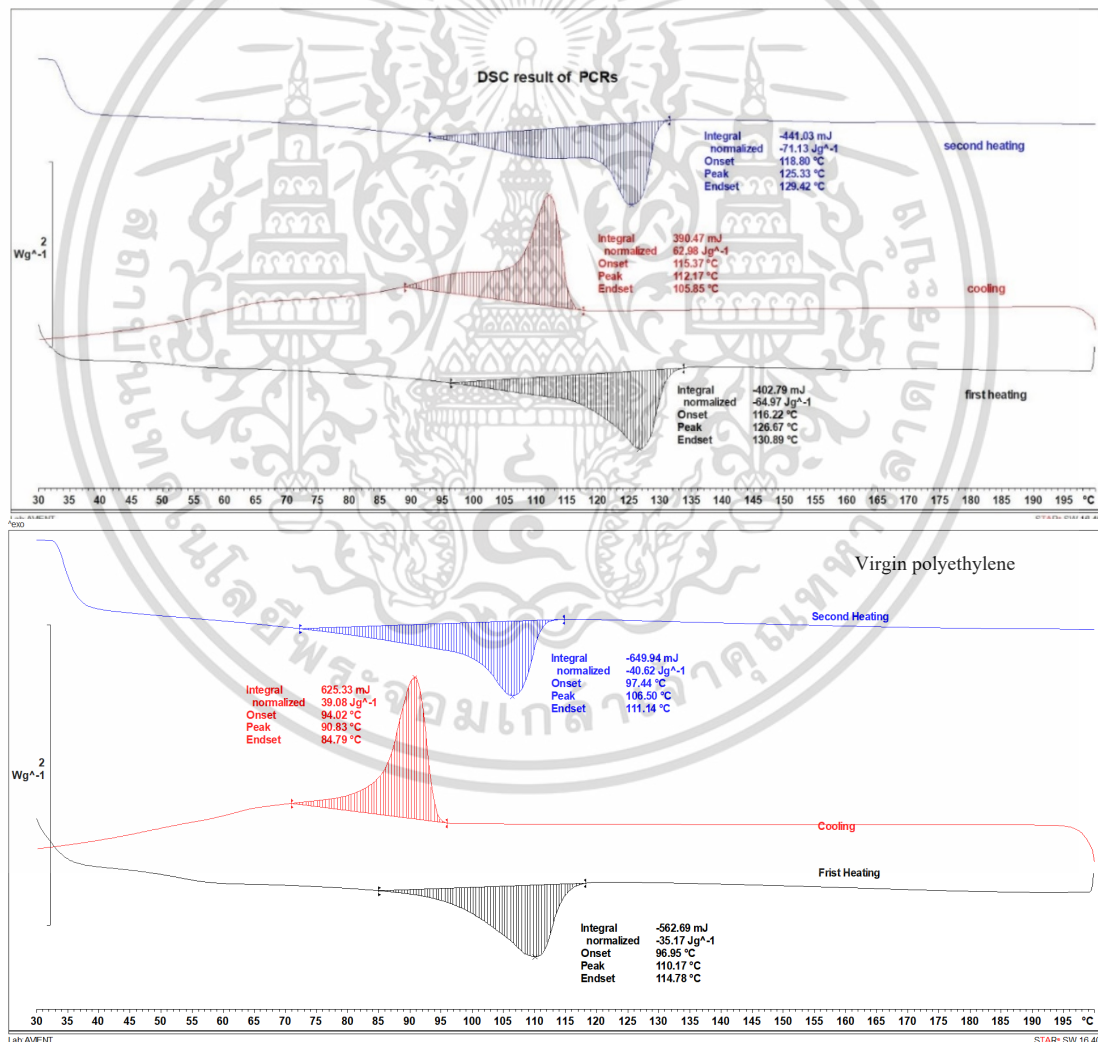 DSC result of PCRs
Integral -441.03 mJ
normalized -71.13 Jg^-1
Onset 118.80 °C
Peak 125.33 °C
Endset 129.42 °C
second heating
2
Wg^-1
Integral 390.47 mJ
normalized 62.98 Jg^-1
Onset 115.37 °C
Peak 112.17 °C
Endset 105.85 °C
cooling
Integral -402.79 mJ
normalized -64.97 Jg^-1
Onset 116.22 °C
Peak 126.67 °C
Endset 130.89 °C
first heating
30 35 40 45 50 55 60 65 70 75 80 85 90 95 100 105 110 115 120 125 130 135 140 145 150 155 160 165 170 175 180 185 190 195 °C
^exo
Virgin polyethylene
Second Heating
Integral -649.94 mJ
normalized -40.62 Jg^-1
Onset 97.44 °C
Peak 106.50 °C
Endset 111.14 °C
Integral 625.33 mJ
normalized 39.08 Jg^-1
Onset 94.02 °C
Peak 90.83 °C
Endset 84.79 °C
2
Wg^-1
Cooling
Frist Heating
Integral -562.69 mJ
normalized -35.17 Jg^-1
Onset 96.95 °C
Peak 110.17 °C
Endset 114.78 °C
30 35 40 45 50 55 60 65 70 75 80 85 90 95 100 105 110 115 120 125 130 135 140 145 150 155 160 165 170 175 180 185 190 195 °C
Lab: AVIENT